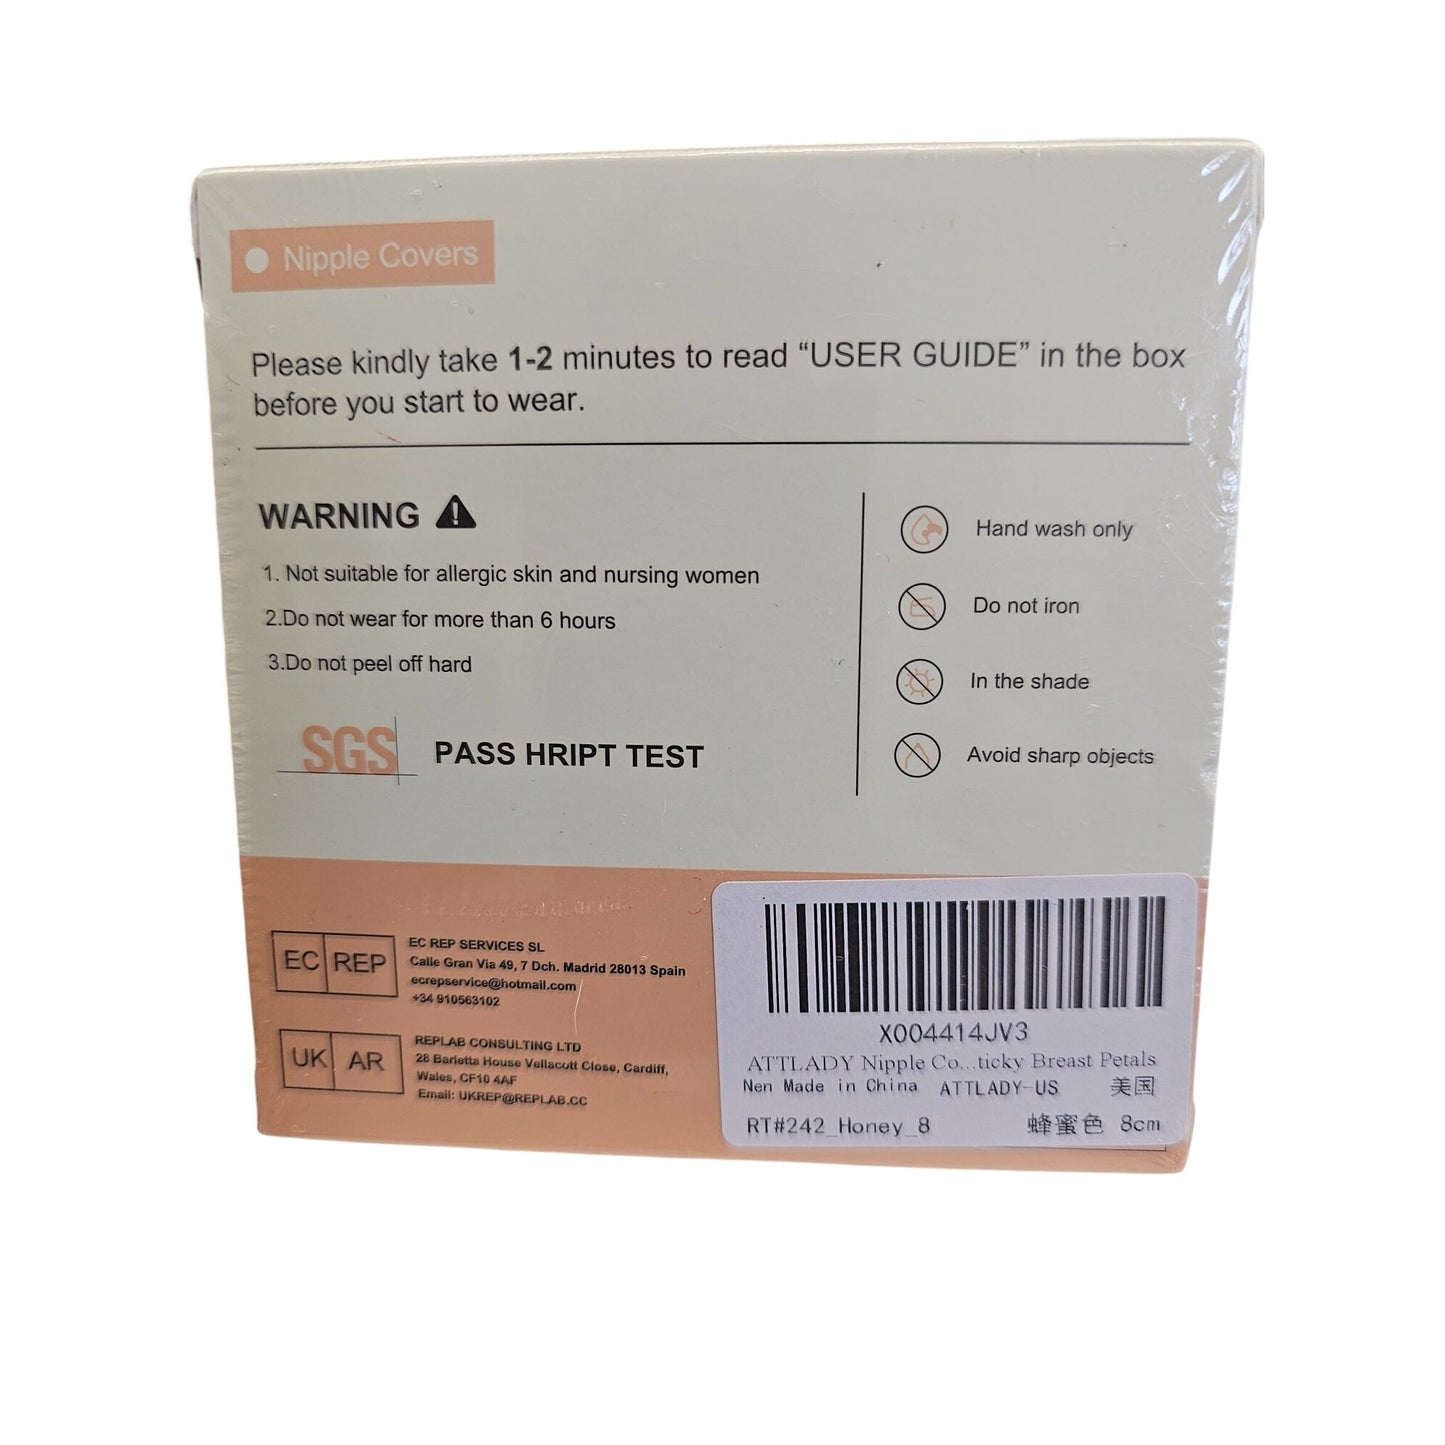 Nipple Covers
Please kindly take 1-2 minutes to read “USER GUIDE” in the box
before you start to wear.
WARNING
1. Not suitable for allergic skin and nursing women
2.Do not wear for more than 6 hours
3.Do not peel off hard
SGS PASS HRIPT TEST
Hand wash only
Do not iron
In the shade
Avoid sharp objects
EC REP
EC REP SERVICES SL
Calle Gran Via 49, 7 Dch. Madrid 28013 Spain
ecrepservice@hotmail.com
+34 910563102
UK AR
REPLAB CONSULTING LTD
28 Barletta House Vellacott Close, Cardiff,
Wales, CF10 4AF
Email: UKREP@REPLAB.CC
X004414JV3
ATTLADY Nipple Co...ticky Breast Petals
Nen Made in China ATTLADY-US 美国
RT#242_Honey_8 蜂蜜色 8cm